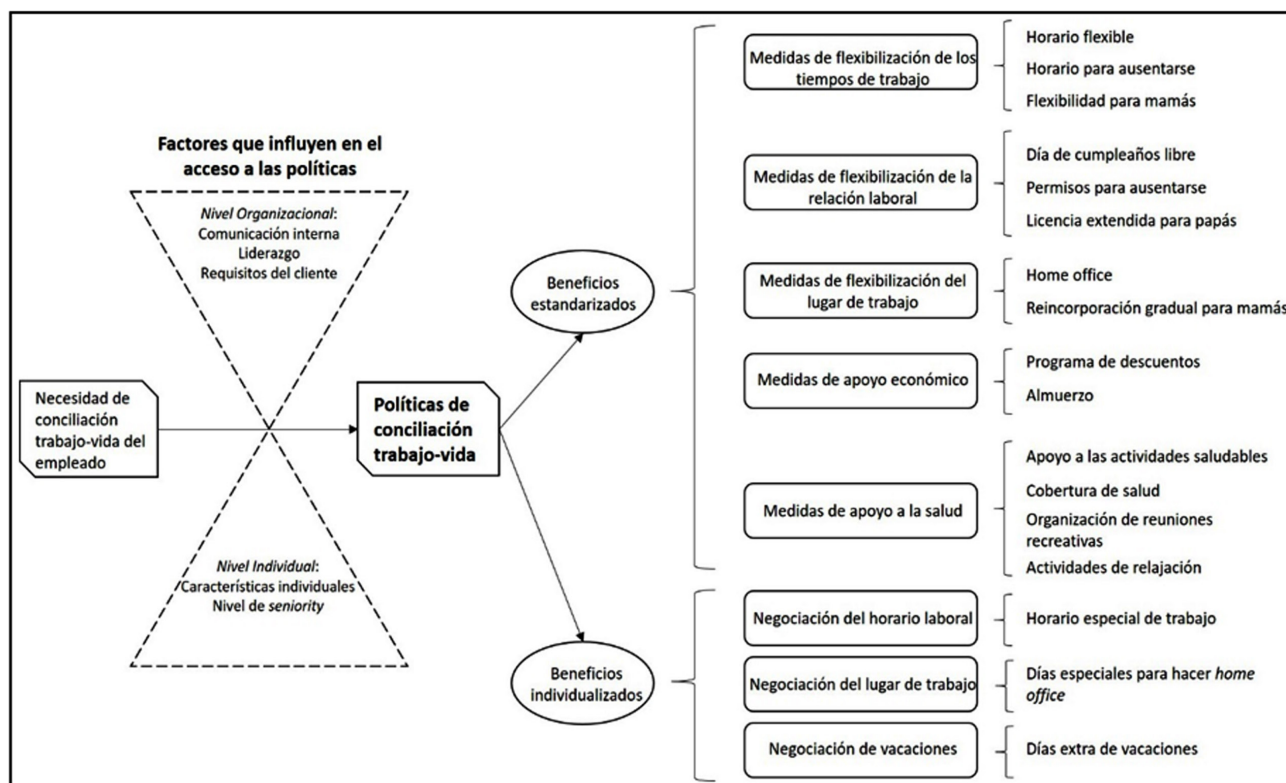 Factores que influyen en el
acceso a las políticas
Nivel Organizacional:
Comunicación interna
Liderazgo
Requisitos del cliente
Necesidad de
conciliación
trabajo-vida del
empleado
Políticas de
conciliación
trabajo-vida
Nivel Individual:
Características individuales
Nivel de seniority
Beneficios
estandarizados
Medidas de flexibilización de los
tiempos de trabajo
Horario flexible
Horario para ausentarse
Flexibilidad para mamás
Medidas de flexibilización de la
relación laboral
Día de cumpleaños libre
Permisos para ausentarse
Licencia extendida para papás
Medidas de flexibilización del
lugar de trabajo
Home office
Reincorporación gradual para mamás
Medidas de apoyo económico
Programa de descuentos
Almuerzo
Medidas de apoyo a la salud
Apoyo a las actividades saludables
Cobertura de salud
Organización de reuniones
recreativas
Actividades de relajación
Beneficios
individualizados
Negociación del horario laboral
Horario especial de trabajo
Negociación del lugar de trabajo
Días especiales para hacer home
office
Negociación de vacaciones
Días extra de vacaciones